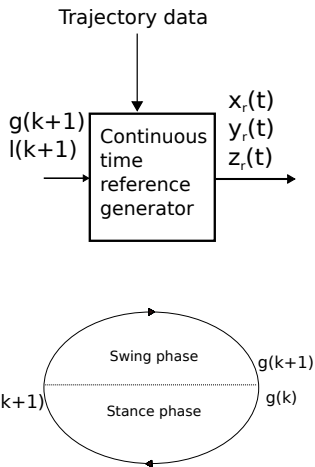 Trajectory data
g(k+1)
l(k+1)
Continuous
time
reference
generator
xᵣ(t)
yᵣ(t)
zᵣ(t)
Swing phase
g(k+1)
k+1)
Stance phase
g(k)